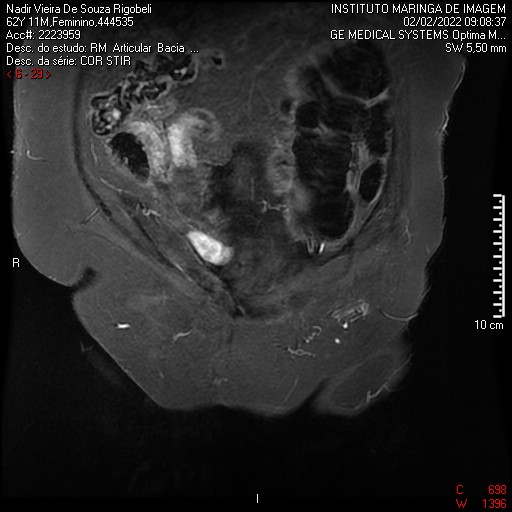 Nadir Vieira De Souza Rigobeli
62Y 11M,Feminino,444535
Acc#: 2223959
Desc. do estudo: RM Articular Bacia ...
Desc. da série: COR STIR
< 6 - 29 >
INSTITUTO MARINGA DE IMAGEM
02/02/2022 09:08:37
GE MEDICAL SYSTEMS Optima M...
SW 5,50 mm
R
10 cm
I
C 698
W 1396